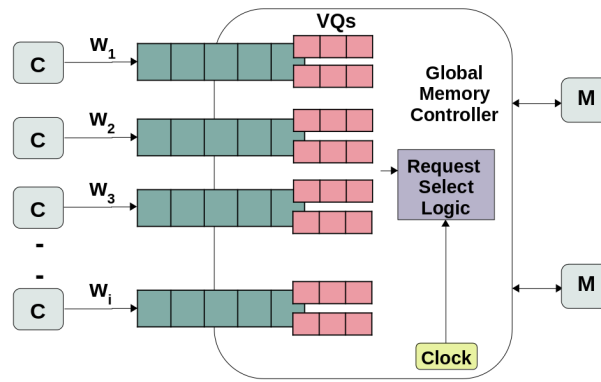 VQs
C
W1
Global
Memory
Controller
M
C
W2
Request
Select
Logic
C
W3
-
-
C
Wi
M
Clock